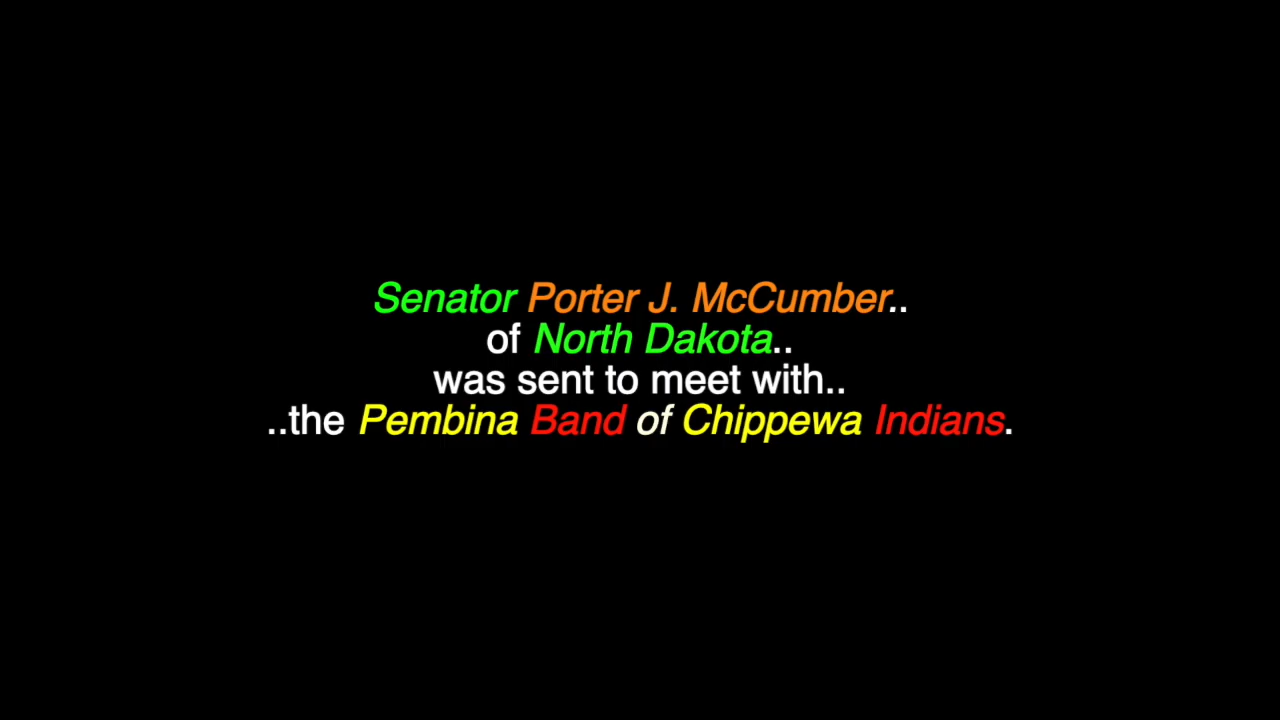 Senator Porter J. McCumber..
of North Dakota..
was sent to meet with..
..the Pembina Band of Chippewa Indians.